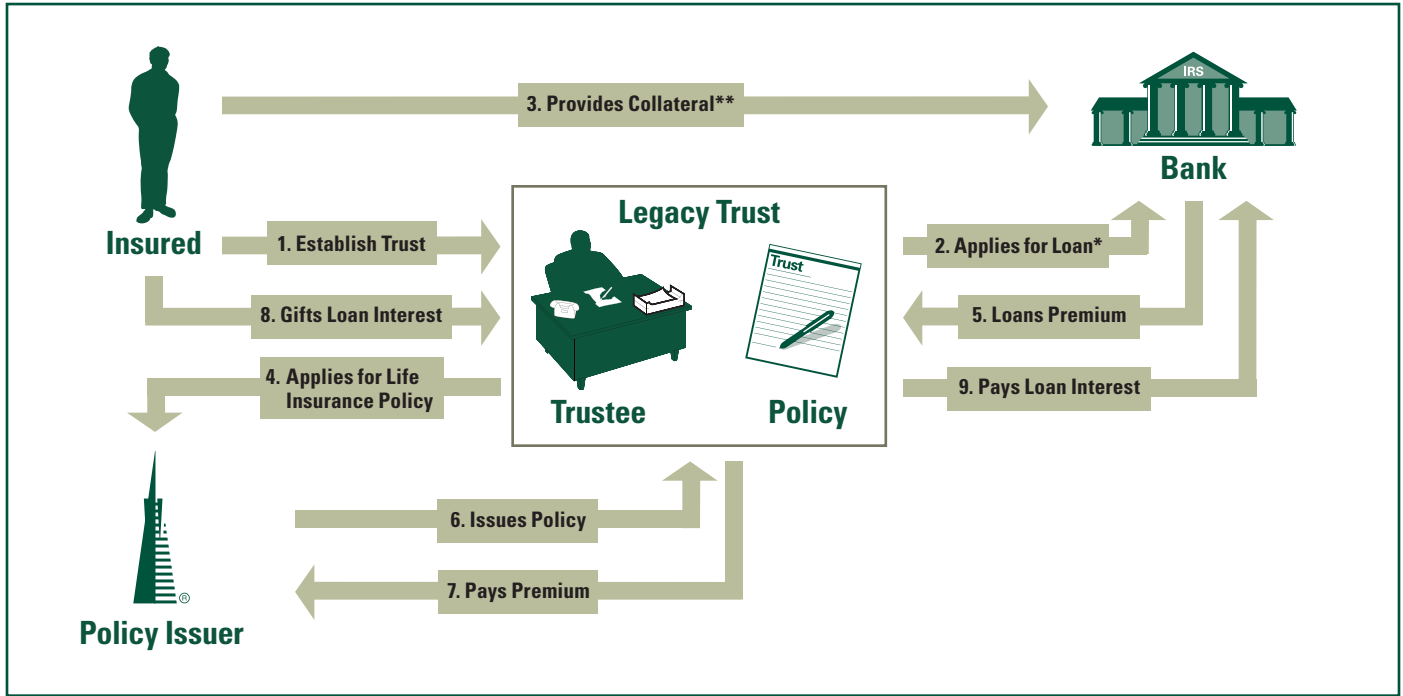 IRS
3. Provides Collateral**
Bank
Insured
Legacy Trust
1. Establish Trust
Trust
2. Applies for Loan*
8. Gifts Loan Interest
5. Loans Premium
4. Applies for Life
Insurance Policy
9. Pays Loan Interest
Trustee
Policy
6. Issues Policy
7. Pays Premium
®
Policy Issuer